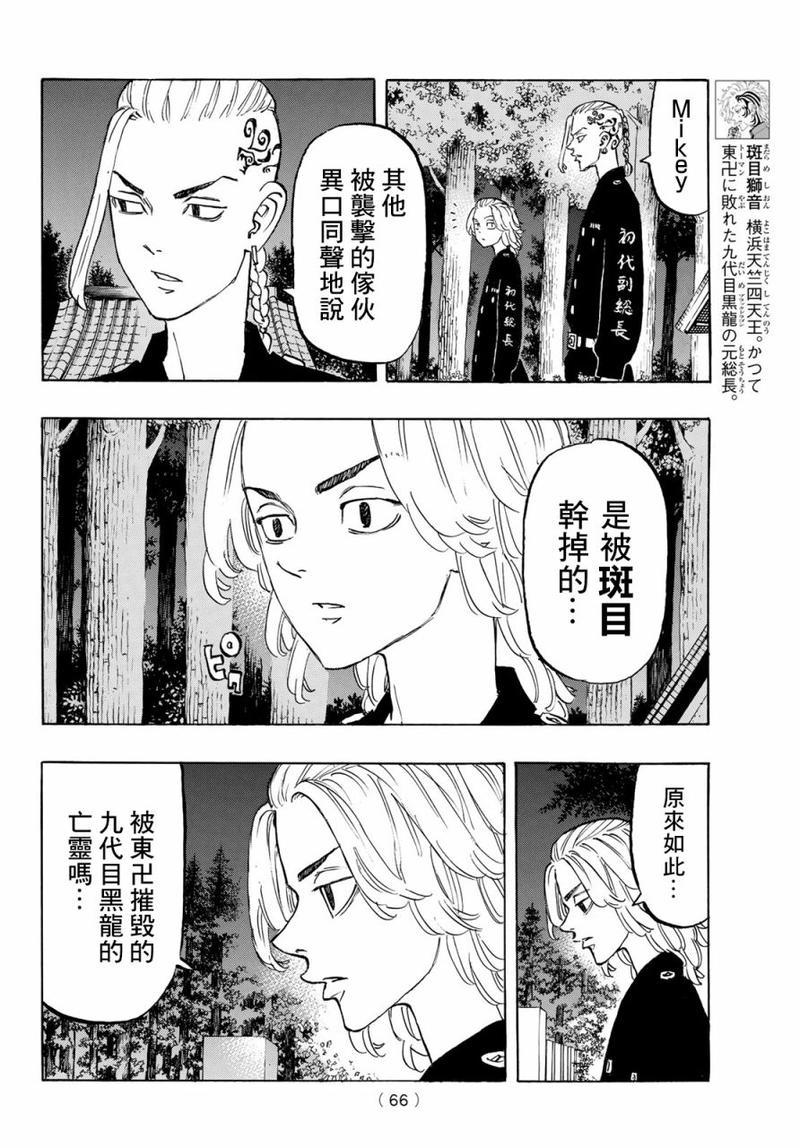 斑目獅音 横浜天竺四天王。かつて
東卍に敗れた九代目黒龍の元総長。
Mikey
初代副総長
初代総長
其他
被襲擊的傢伙
異口同聲地說
是被斑目
幹掉的…
ピク
原來如此…
被東卍摧毀的
九代目黑龍的
亡靈嗎…
(66)